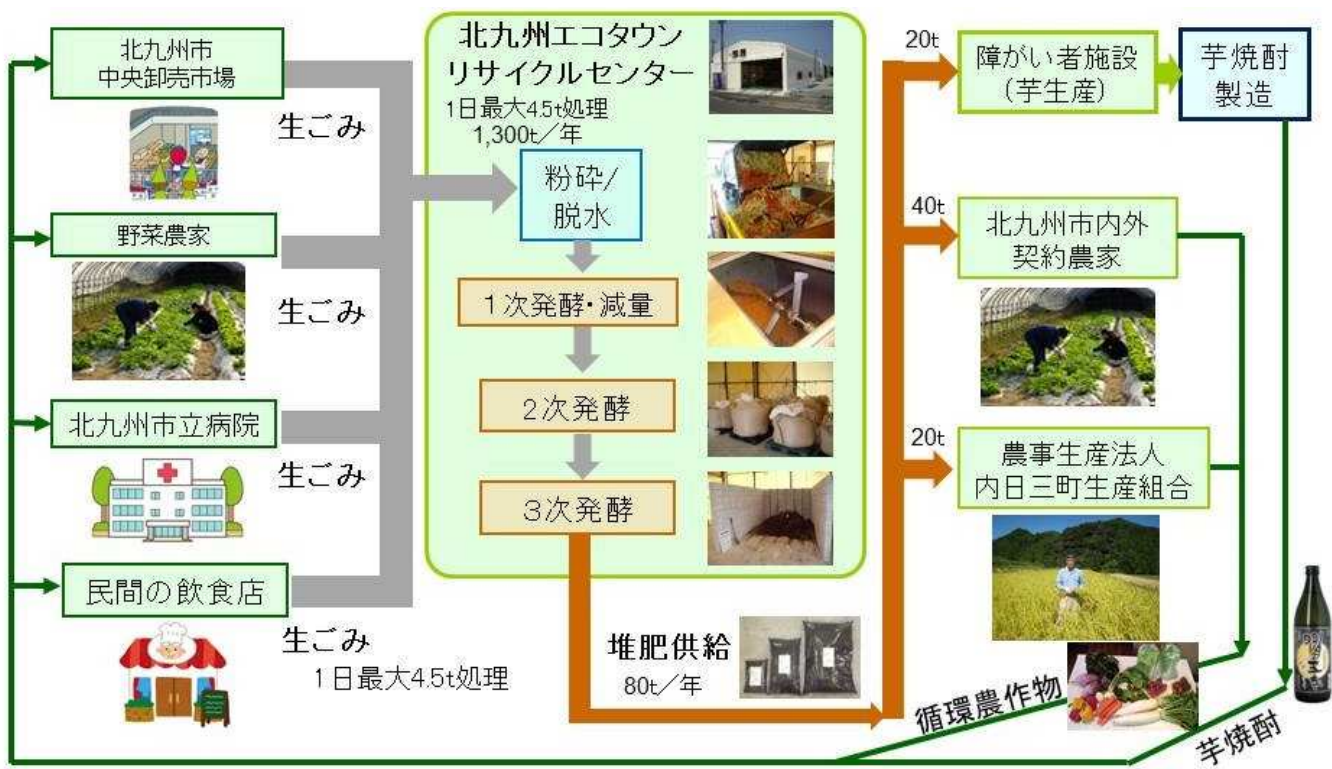 北九州市
中央卸売市場
生ごみ
野菜農家
生ごみ
北九州市立病院
生ごみ
民間の飲食店
生ごみ
1日最大4.5t処理
北九州エコタウン
リサイクルセンター
1日最大4.5t処理
1,300t/年
粉砕/
脱水
1次発酵・減量
2次発酵
3次発酵
堆肥供給
80t/年
20t
障がい者施設
(芋生産)
芋焼酎
製造
40t
北九州市内外
契約農家
20t
農事生産法人
内日三町生産組合
循環農作物
芋焼酎